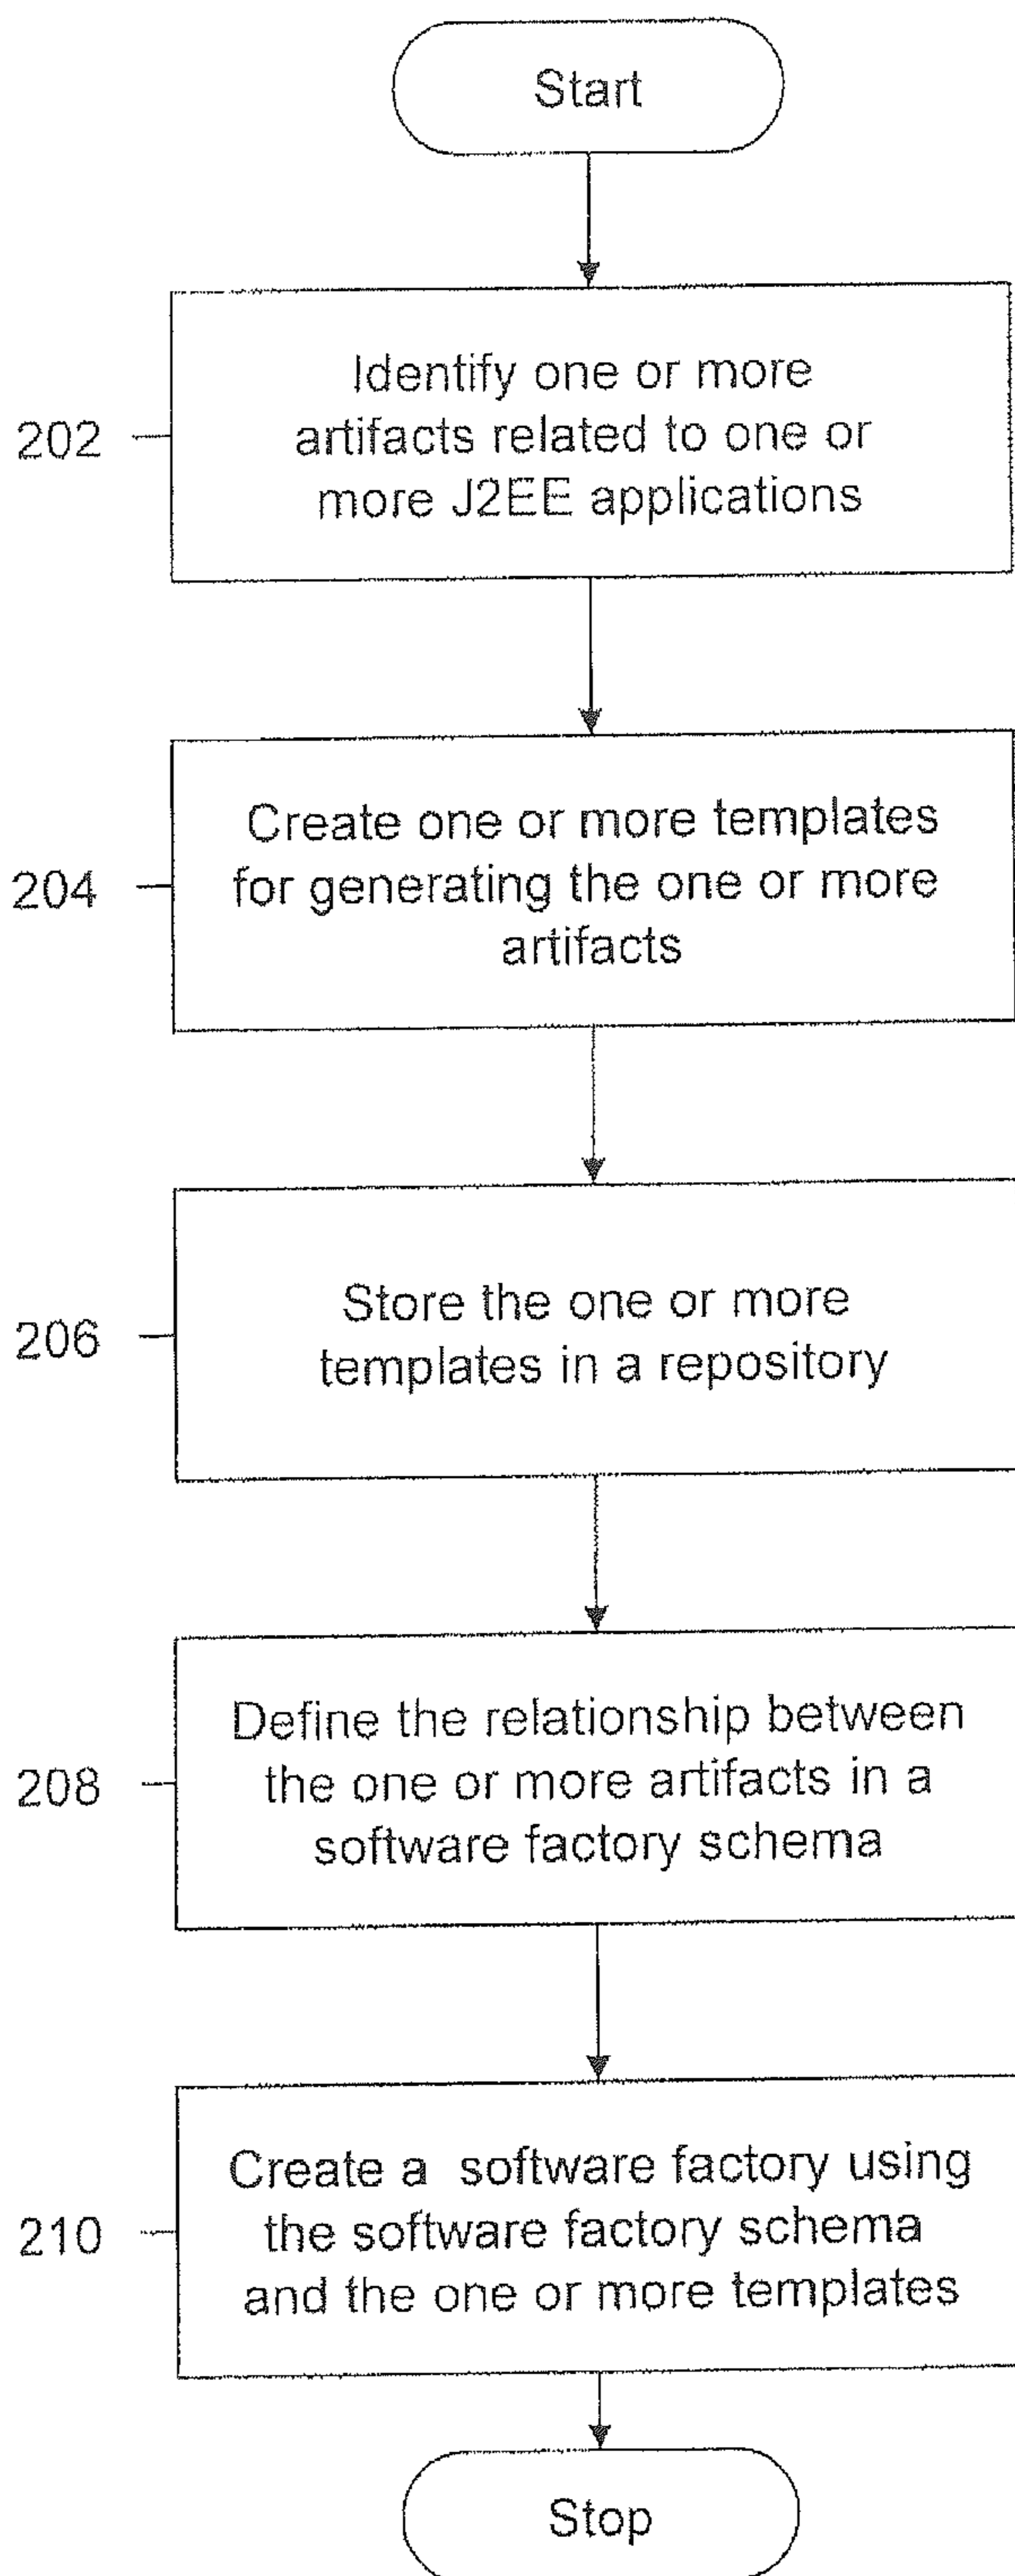 Start
Identify one or more
artifacts related to one or
more J2EE applications
202
Create one or more templates
for generating the one or more
artifacts
204
Store the one or more
templates in a repository
206
Define the relationship between
the one or more artifacts in a
software factory schema
208
Create a software factory using
the software factory schema
and the one or more templates
210
Stop